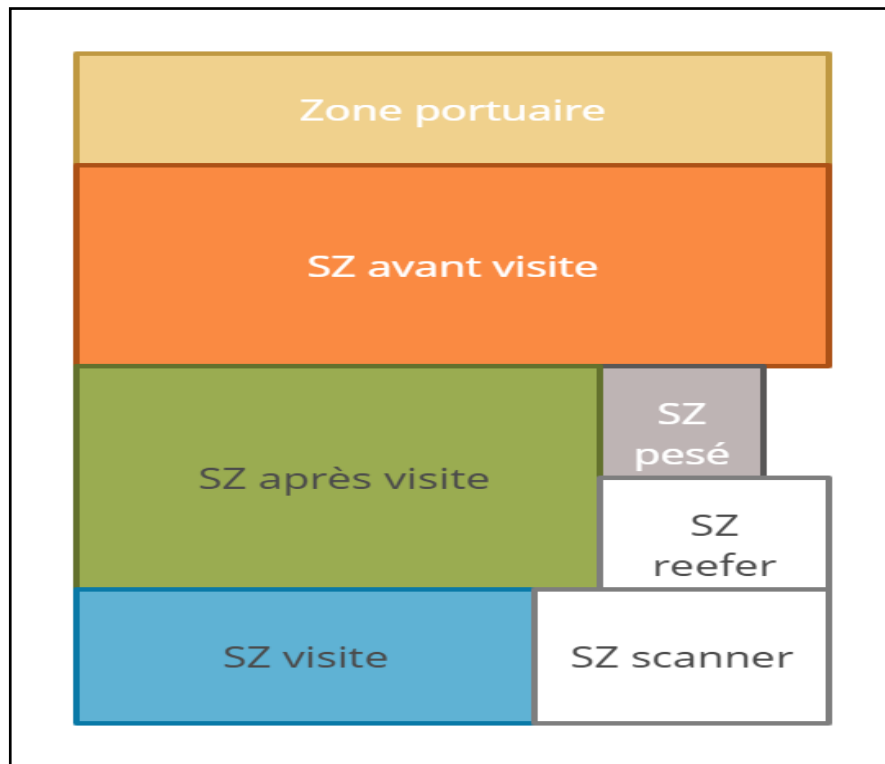 Zone portuaire
SZ avant visite
SZ
pesé
SZ après visite
SZ
reefer
SZ visite
SZ scanner